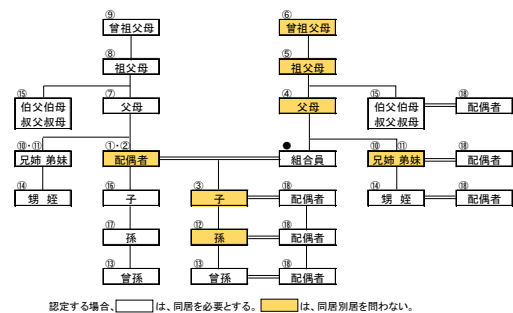 ⑨ ⑥
曾祖父母 曾祖父母
⑧ ⑤
祖父母 祖父母
⑮ ⑦ ④ ⑮ ⑱
伯父伯母 父母 父母 伯父伯母 配偶者
叔父叔母 叔父叔母
⑩・⑪ ①・② ● ⑩ ⑪ ⑱
兄姉 弟妹 配偶者 組合員 兄姉 弟妹 配偶者
⑭ ⑯ ③ ⑱ ⑭ ⑱
甥 姪 子 子 配偶者 甥 姪 配偶者
⑰ ⑫ ⑱
孫 孫 配偶者
⑬ ⑬ ⑱
曾孫 曾孫 配偶者
認定する場合、 は、同居を必要とする。 は、同居別居を問わない。